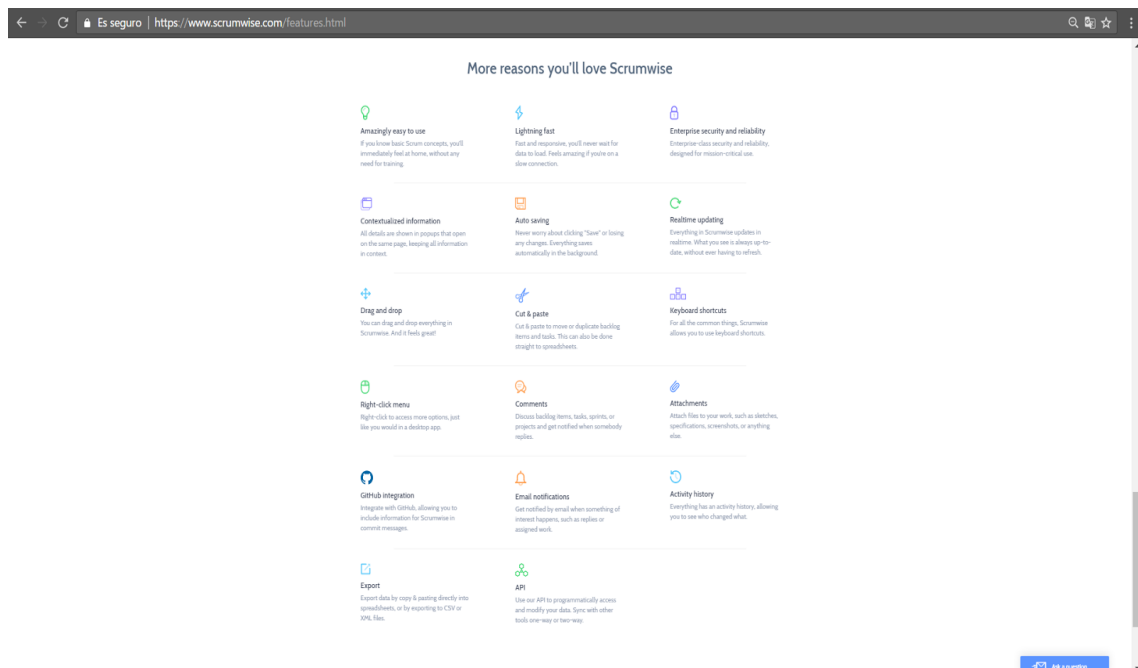 Es seguro | https://www.scrumwise.com/features.html
More reasons you'll love Scrumwise
Amazingly easy to use
If you know basic Scrum concepts, you'll
immediately feel at home, without any
need for training.
Lightning fast
Fast and responsive, you'll never wait for
data to load. Feels amazing if you're on a
slow connection.
Enterprise security and reliability
Enterprise-class security and reliability,
designed for mission-critical use.
Contextualized information
All details are shown in popups that open
on the same page, keeping all information
in context.
Auto saving
Never worry about clicking "Save" or losing
any changes. Everything saves
automatically in the background.
Realtime updating
Everything in Scrumwise updates in
realtime. What you see is always up-to-
date, without ever having to refresh.
Drag and drop
You can drag and drop everything in
Scrumwise. And it feels great!
Cut & paste
Cut & paste to move or duplicate backlog
items and tasks. This can also be done
straight to spreadsheets.
Keyboard shortcuts
For all the common things, Scrumwise
allows you to use keyboard shortcuts.
Right-click menu
Right-click to access more options, just
like you would in a desktop app.
Comments
Discuss backlog items, tasks, sprints, or
projects and get notified when somebody
replies.
Attachments
Attach files to your work, such as sketches,
specifications, screenshots, or anything
else.
GitHub integration
Integrate with GitHub, allowing you to
include information for Scrumwise in
commit messages.
Email notifications
Get notified by email when something of
interest happens, such as replies or
assigned work.
Activity history
Everything has an activity history, allowing
you to see who changed what.
Export
Export data by copy & pasting directly into
spreadsheets, or by exporting to CSV or
XML files.
API
Use our API to programmatically access
and modify your data. Sync with other
tools one-way or two-way.
Ask a question